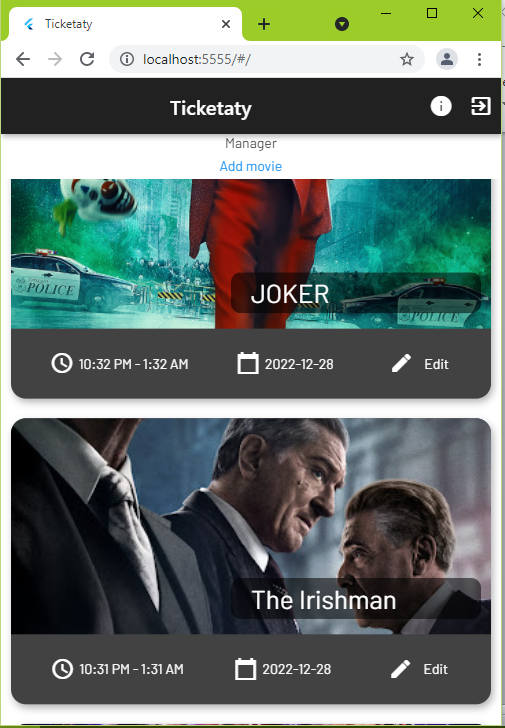 Ticketaty
localhost:5555/#/
Ticketaty
Manager
Add movie
POLICE
POLICE
JOKER
10:32 PM - 1:32 AM 2022-12-28 Edit
The Irishman
10:31 PM - 1:31 AM 2022-12-28 Edit